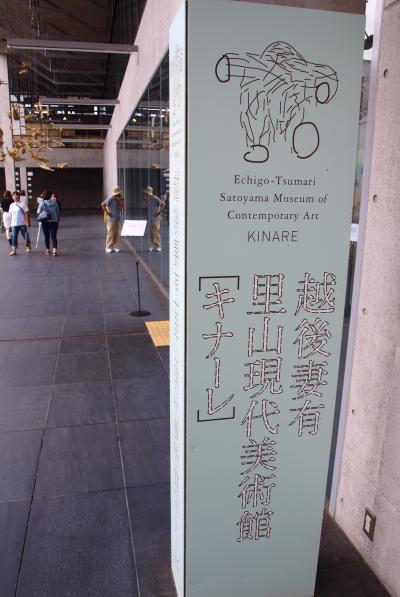 Echigo-Tsumari
Satoyama Museum of
Contemporary Art
KINARE
越後妻有
里山現代美術館
[キナーレ]